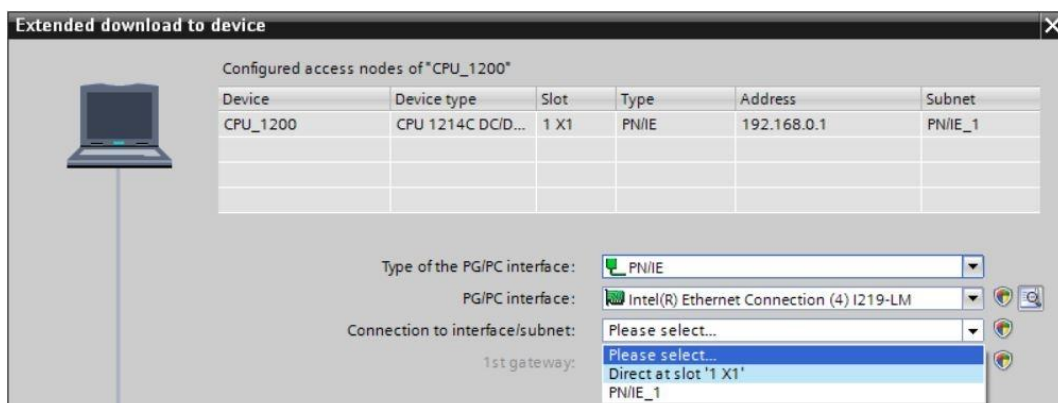 Extended download to device
Configured access nodes of "CPU_1200"
Device Device type Slot Type Address Subnet
CPU_1200 CPU 1214C DC/D... 1 X1 PN/IE 192.168.0.1 PN/IE_1
Type of the PG/PC interface: PN/IE
PG/PC interface: Intel(R) Ethernet Connection (4) I219-LM
Connection to interface/subnet: Please select...
Please select...
1st gateway: Direct at slot '1 X1'
PN/IE_1